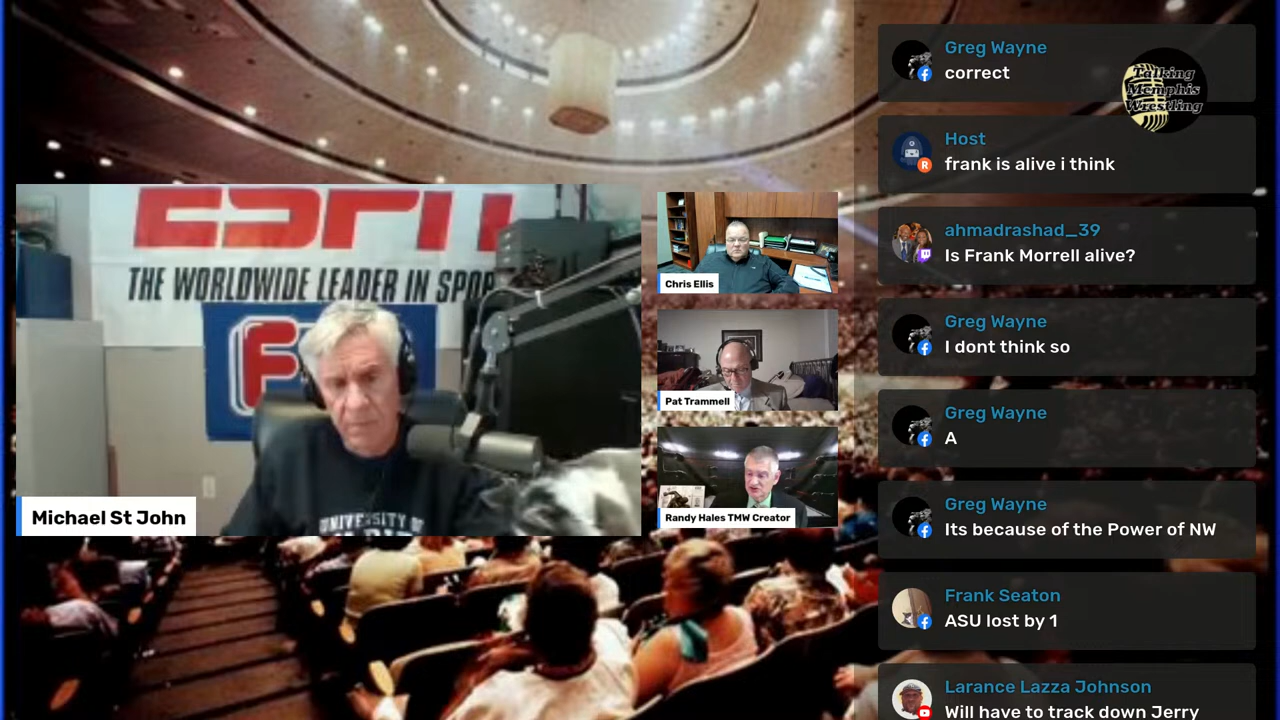 ESPN
THE WORLDWIDE LEADER IN SPOR
F
UNIVERSITY OF
Michael St John
Chris Ellis
Pat Trammell
Randy Hales TMW Creator
Talking
Memphis
Wrestling
Greg Wayne
correct
Host
frank is alive i think
ahmadrashad_39
Is Frank Morrell alive?
Greg Wayne
I dont think so
Greg Wayne
A
Greg Wayne
Its because of the Power of NW
Frank Seaton
ASU lost by 1
Larance Lazza Johnson
Will have to track down Jerry